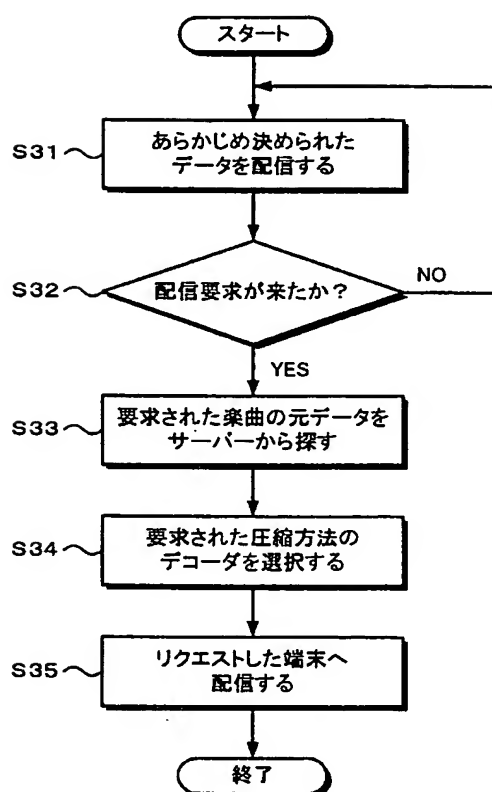 スタート
S31
あらかじめ決められた
データを配信する
S32
配信要求が来たか？
NO
YES
S33
要求された楽曲の元データを
サーバーから探す
S34
要求された圧縮方法の
デコーダを選択する
S35
リクエストした端末へ
配信する
終了